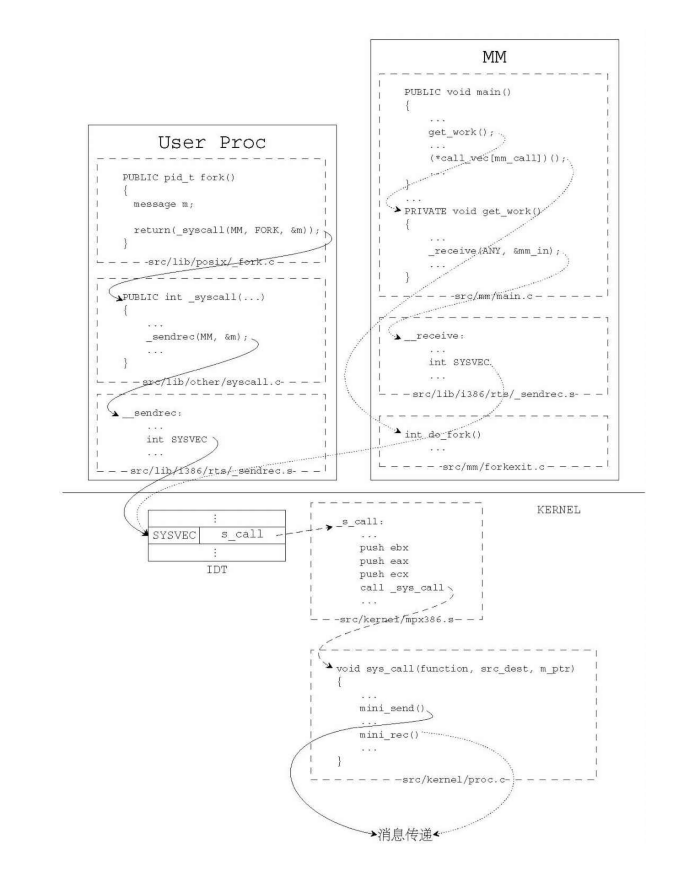 User Proc
PUBLIC pid_t fork()
{
message m;
return(_syscall(MM, FORK, &m));
}
src/lib/posix/_fork.c
PUBLIC int _syscall(...)
{
...
_sendrec(MM, &m);
...
}
src/lib/other/syscall.c
__sendrec:
...
int SYSVEC
...
src/lib/i386/rts/_sendrec.s
MM
PUBLIC void main()
{
...
get_work();
...
(*call_vec[mm_call])();
...
}
...
PRIVATE void get_work()
{
...
_receive(ANY, &mm_in);
...
}
src/mm/main.c
__receive:
...
int SYSVEC
...
src/lib/i386/rts/_sendrec.s
int do_fork()
...
src/mm/forkexit.c
KERNEL
⋮
SYSVEC s_call
⋮
IDT
_s_call:
...
push ebx
push eax
push ecx
call _sys_call
...
src/kernel/mpx386.s
void sys_call(function, src_dest, m_ptr)
{
...
mini_send()
...
mini_rec()
...
}
src/kernel/proc.c
消息传递